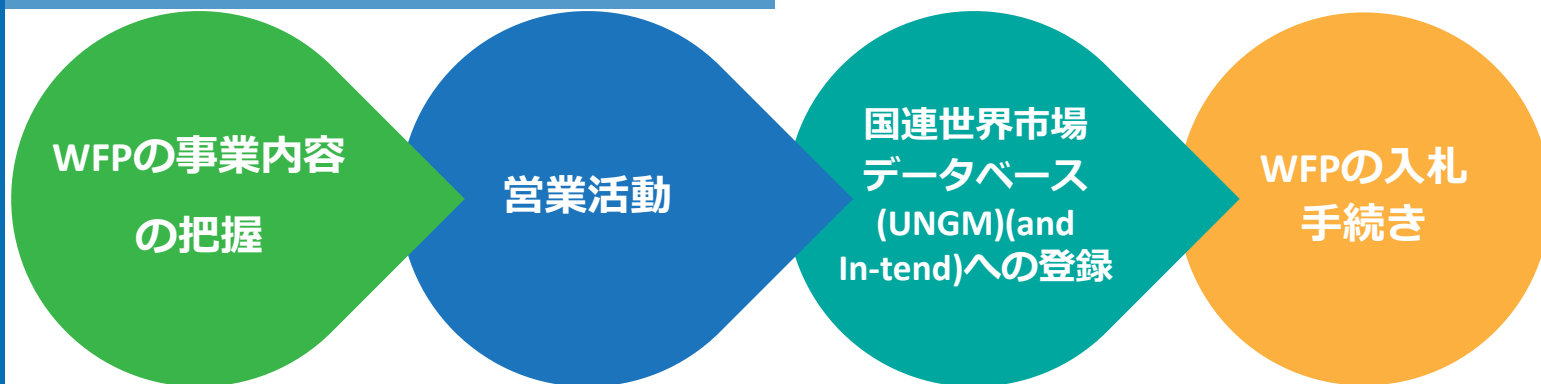 WFPの事業内容
の把握
営業活動
国連世界市場
データベース
(UNGM)(and
In-tend)への登録
WFPの入札
手続き